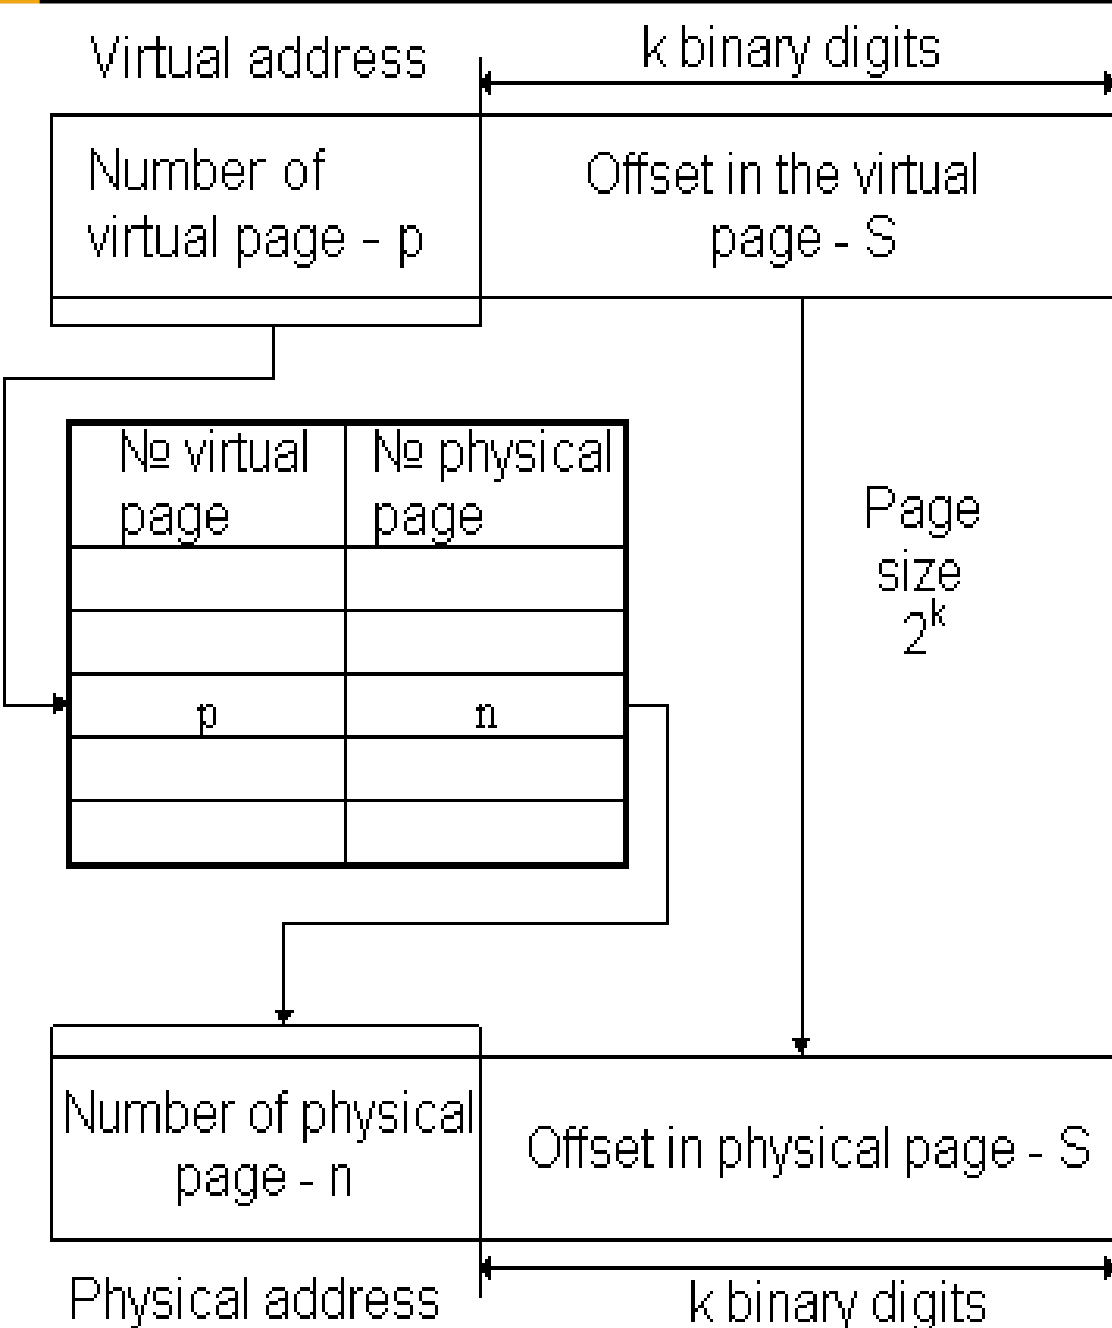 Virtual address
k binary digits
Number of
virtual page - p
Offset in the virtual
page - S
№ virtual
page
№ physical
page
p
n
Page
size
2ᵏ
Number of physical
page - n
Offset in physical page - S
Physical address
k binary digits